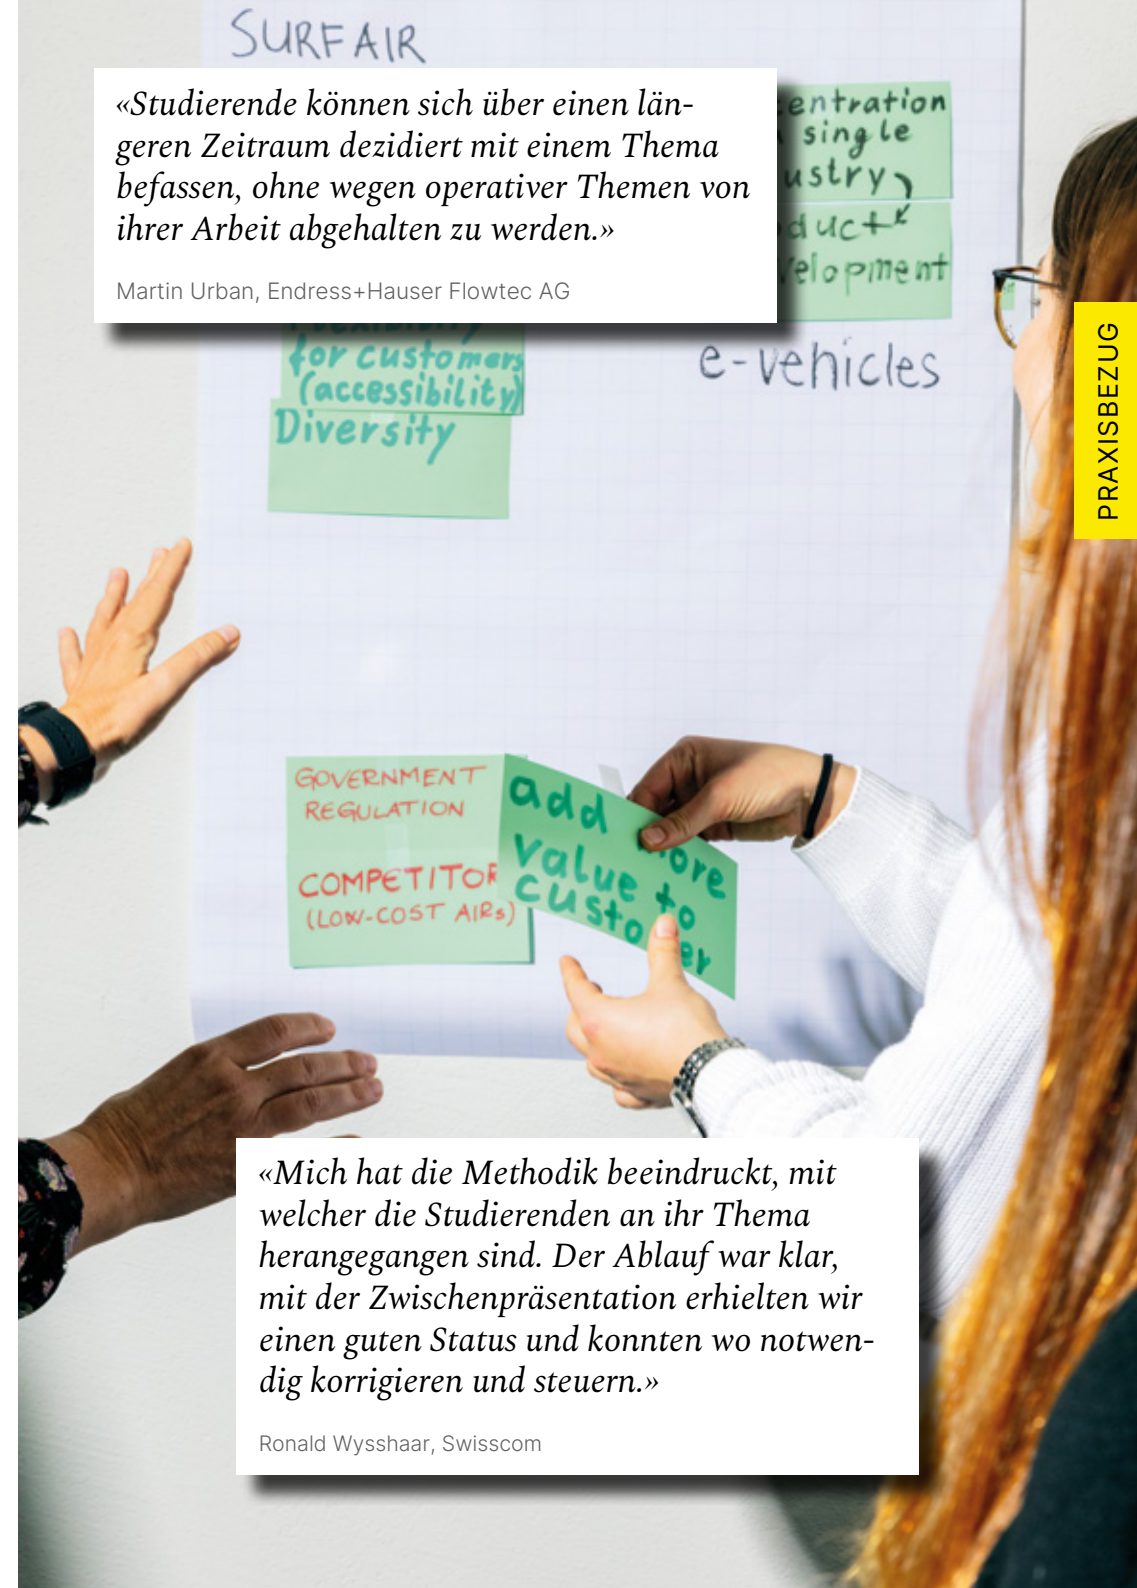 SURFAIR
«Studierende können sich über einen län-
geren Zeitraum dezidiert mit einem Thema
befassen, ohne wegen operativer Themen von
ihrer Arbeit abgehalten zu werden.»
Martin Urban, Endress+Hauser Flowtec AG
single
e-vehicles
for customers
(accessibility)
Diversity
PRAXISBEZUG
GOVERNMENT
REGULATION
COMPETITOR
(LOW-COST AIRs)
add more
value to
customer
«Mich hat die Methodik beeindruckt, mit
welcher die Studierenden an ihr Thema
herangegangen sind. Der Ablauf war klar,
mit der Zwischenpräsentation erhielten wir
einen guten Status und konnten wo notwen-
dig korrigieren und steuern.»
Ronald Wysshaar, Swisscom